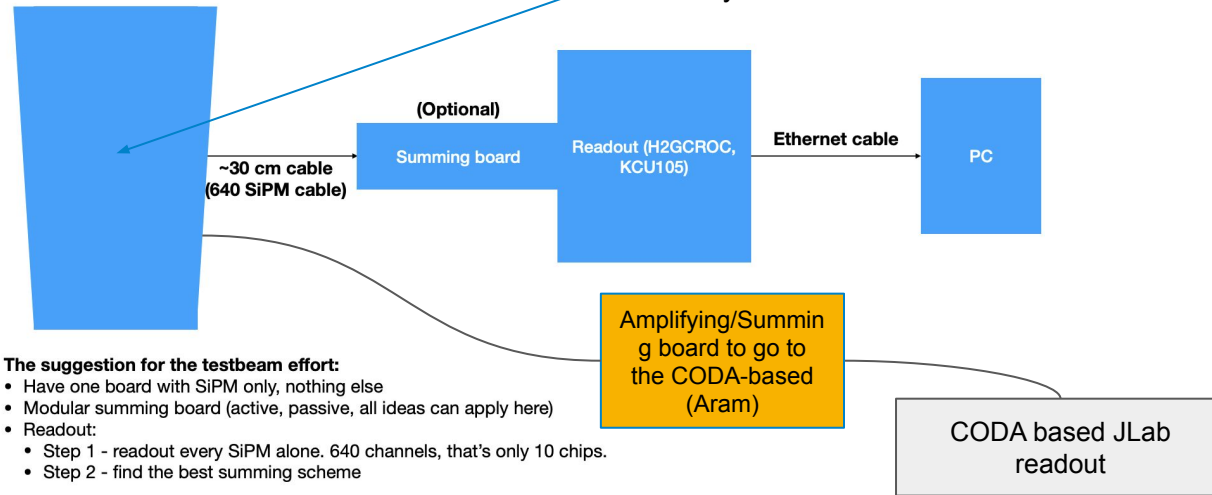 (Optional)
Summing board
Readout (H2GCROC,
KCU105)
Ethernet cable
PC
~30 cm cable
(640 SiPM cable)
Amplifying/Summin
g board to go to
the CODA-based
(Aram)
CODA based JLab
readout
The suggestion for the testbeam effort:
• Have one board with SiPM only, nothing else
• Modular summing board (active, passive, all ideas can apply here)
• Readout:
• Step 1 - readout every SiPM alone. 640 channels, that's only 10 chips.
• Step 2 - find the best summing scheme